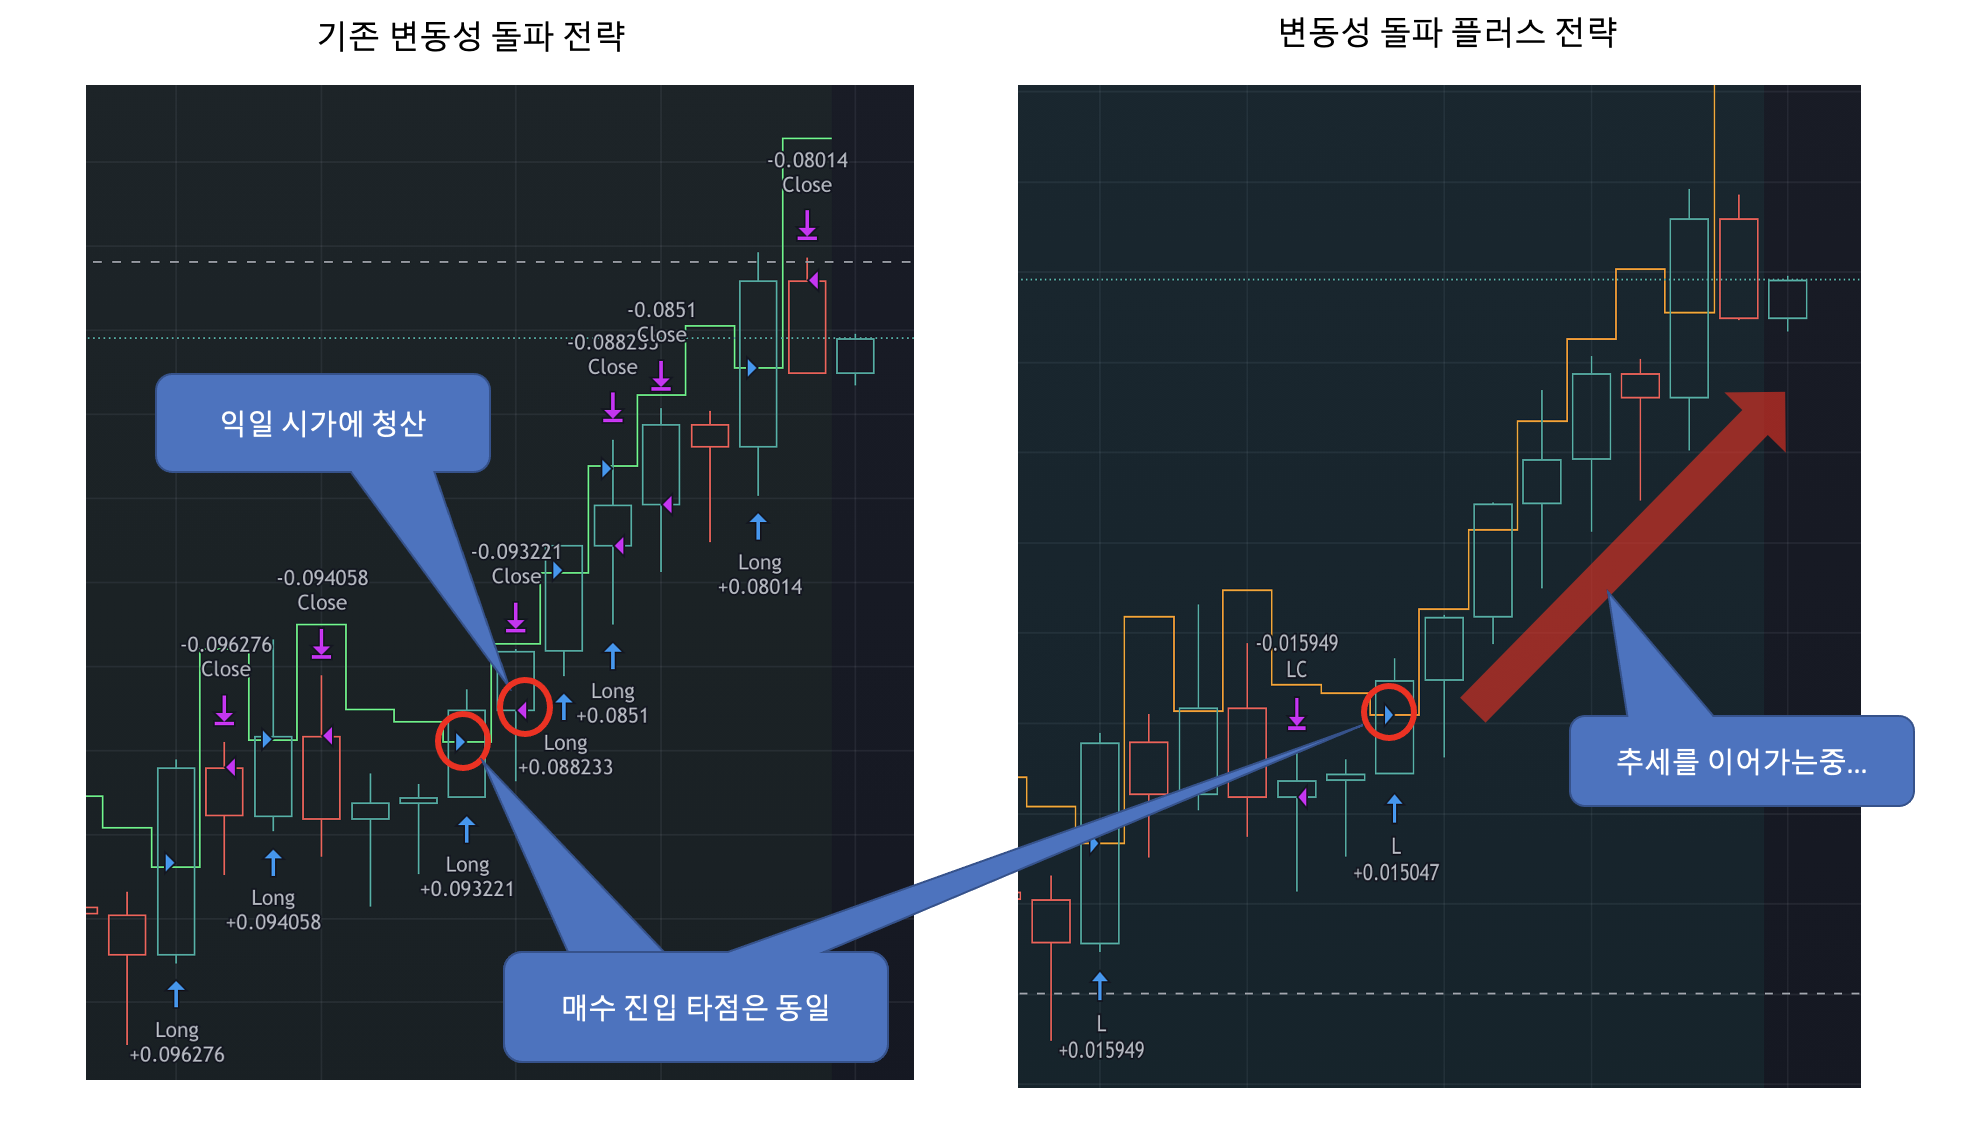 기존 변동성 돌파 전략
변동성 돌파 플러스 전략
-0.08014
Close
-0.0851
Close
-0.088233
Close
익일 시가에 청산
Long
+0.08014
-0.093221
Close
-0.094058
Close
-0.096276
Close
Long
+0.0851
Long
+0.088233
Long
+0.093221
Long
+0.094058
Long
+0.096276
매수 진입 타점은 동일
-0.015949
LC
추세를 이어가는중...
L
+0.015047
L
+0.015949